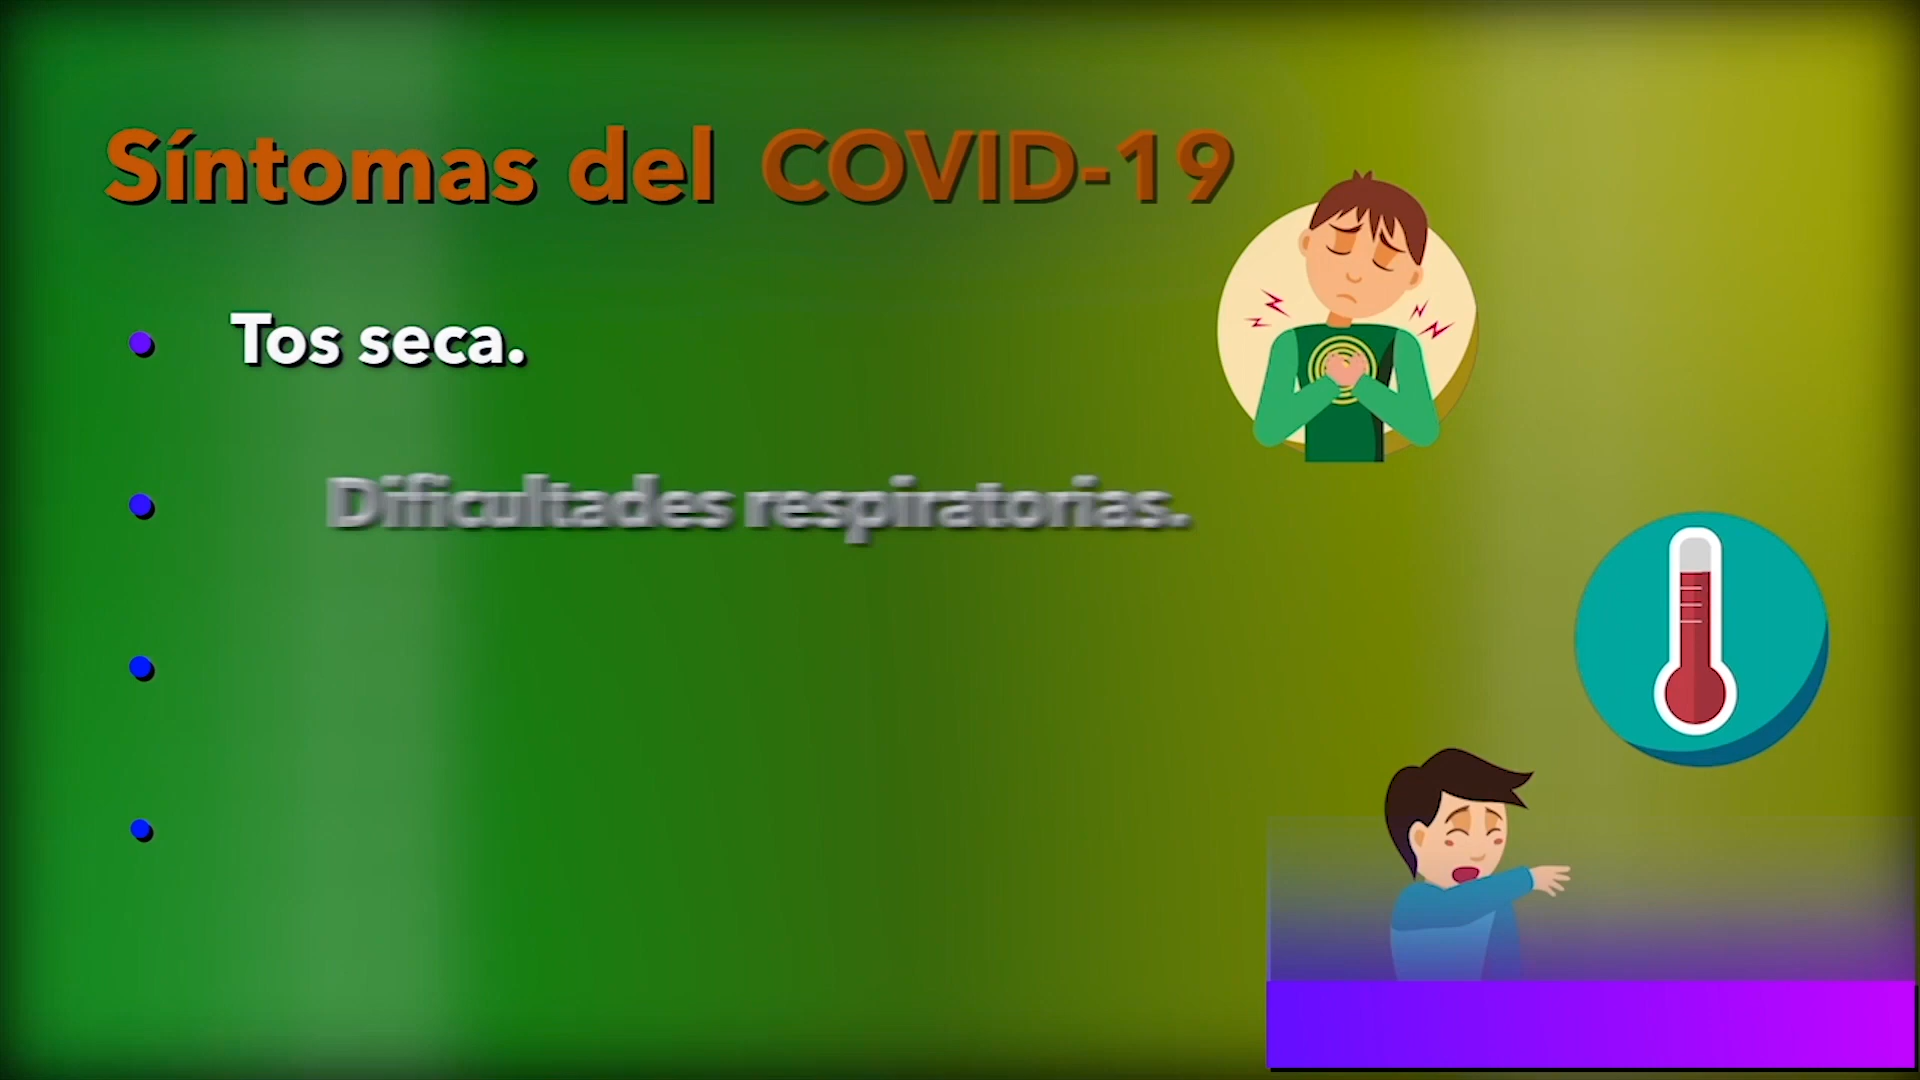 Síntomas del COVID-19
Tos seca.
Dificultades respiratorias.